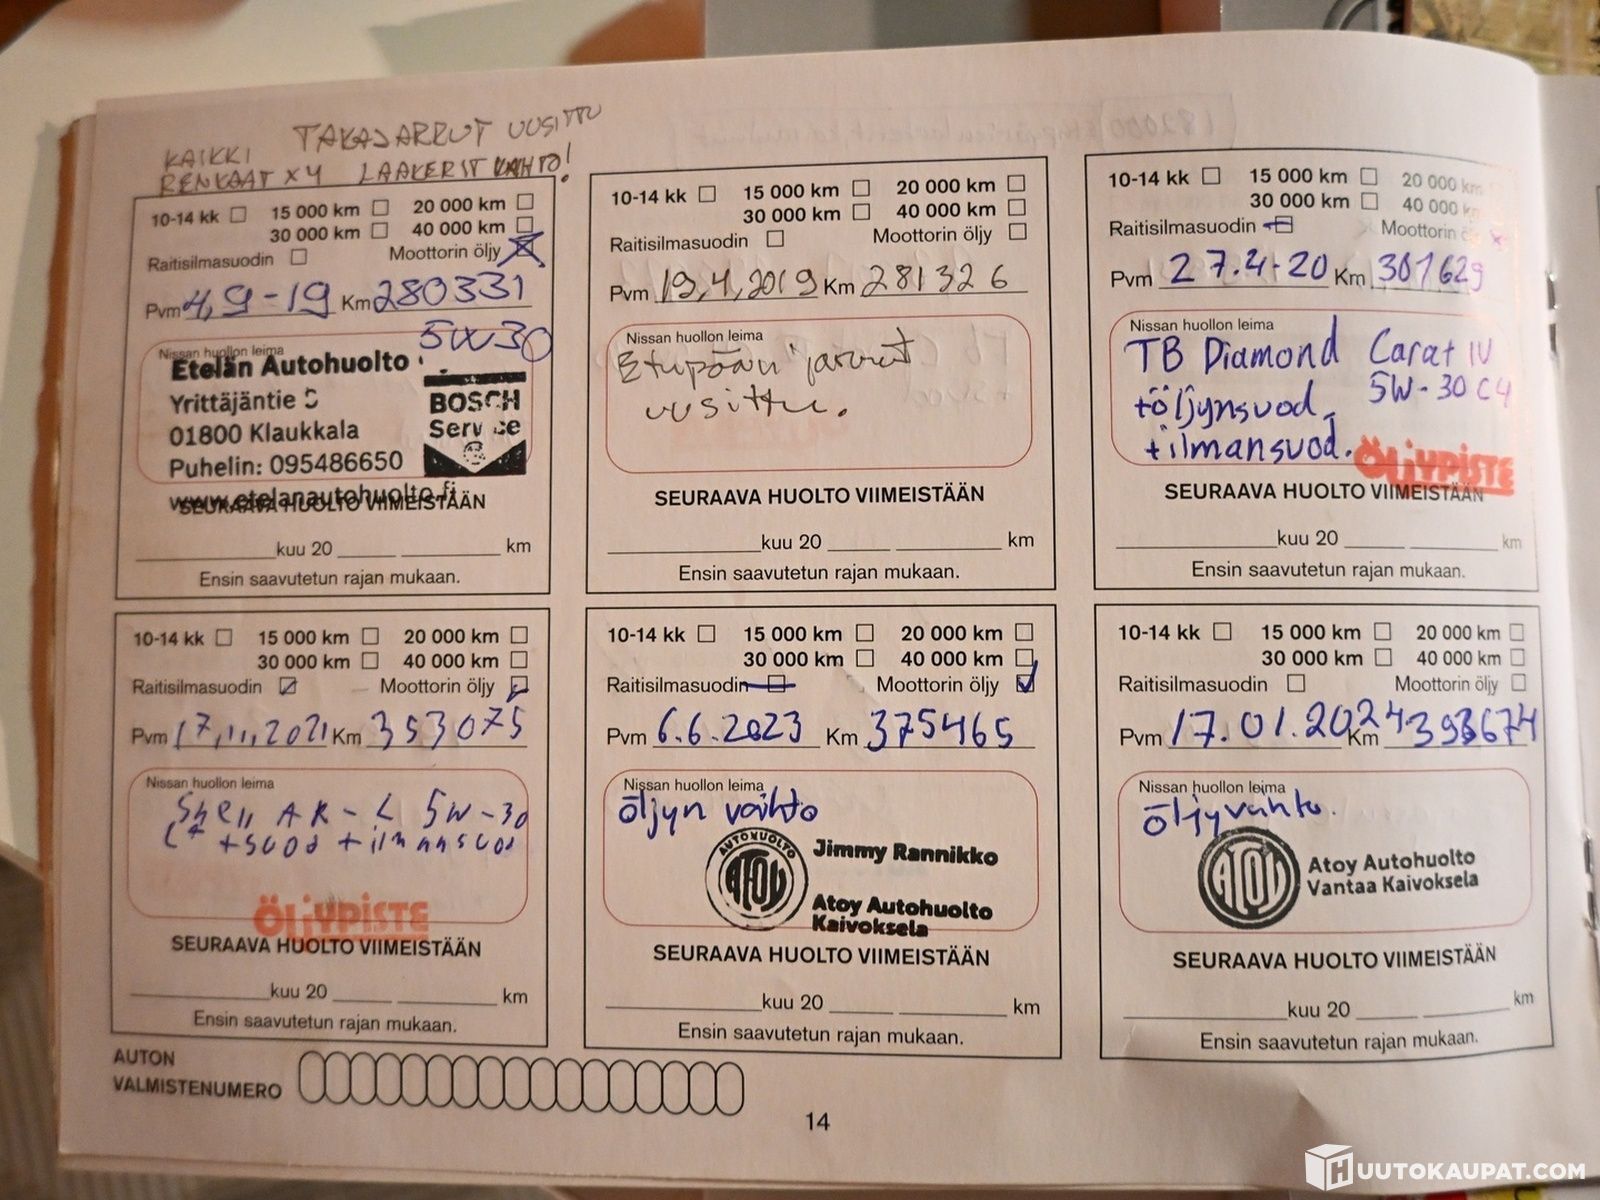 TAKAJARRUT UUSITTU
KAIKKI
RENKAAT x 4 LAAKERIT VAHTO!
10-14 kk 15 000 km 20 000 km
30 000 km 40 000 km
Raitisilmasuodin Moottorin öljy
Pvm 4,9-19 Km 280331
Nissan huollon leima 5W30
Etelän Autohuolto
Yrittäjäntie 5
01800 Klaukkala
Puhelin: 095486650
www.etelanautohuolto.fi
BOSCH
Service
SEURAAVA HUOLTO VIIMEISTÄÄN
kuu 20 km
Ensin saavutetun rajan mukaan.
10-14 kk 15 000 km 20 000 km
30 000 km 40 000 km
Raitisilmasuodin Moottorin öljy
Pvm 19,4,2019 Km 281326
Nissan huollon leima
Etupään jarrut
uusittu.
SEURAAVA HUOLTO VIIMEISTÄÄN
kuu 20 km
Ensin saavutetun rajan mukaan.
10-14 kk 15 000 km 20 000 km
30 000 km 40 000 km
Raitisilmasuodin Moottorin öljy
Pvm 27.4-20 Km 301629
Nissan huollon leima
TB Diamond Carat IV
+öljynsuod. 5W-30 C4
+ilmansuod.
ÖLJYPISTE
SEURAAVA HUOLTO VIIMEISTÄÄN
kuu 20 km
Ensin saavutetun rajan mukaan.
10-14 kk 15 000 km 20 000 km
30 000 km 40 000 km
Raitisilmasuodin Moottorin öljy
Pvm 17,11,2021 Km 353075
Nissan huollon leima
Shell AR-L 5W-30
C4 +suod +ilmansuod
ÖLJYPISTE
SEURAAVA HUOLTO VIIMEISTÄÄN
kuu 20 km
Ensin saavutetun rajan mukaan.
10-14 kk 15 000 km 20 000 km
30 000 km 40 000 km
Raitisilmasuodin Moottorin öljy
Pvm 6.6.2023 Km 375465
Nissan huollon leima
öljyn vaihto
AUTOHUOLTO
ATOY
Jimmy Rannikko
Atoy Autohuolto
Kaivoksela
SEURAAVA HUOLTO VIIMEISTÄÄN
kuu 20 km
Ensin saavutetun rajan mukaan.
10-14 kk 15 000 km 20 000 km
30 000 km 40 000 km
Raitisilmasuodin Moottorin öljy
Pvm 17.01.2024 Km 393674
Nissan huollon leima
öljyvaihto.
ATOY
Atoy Autohuolto
Vantaa Kaivoksela
SEURAAVA HUOLTO VIIMEISTÄÄN
kuu 20 km
Ensin saavutetun rajan mukaan.
AUTON
VALMISTENUMERO
14
HUUTOKAUPAT.COM